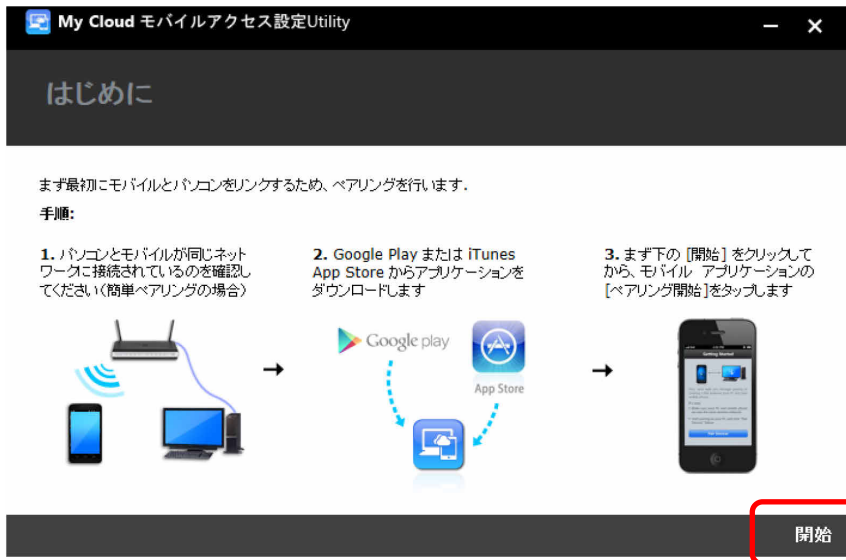 My Cloud モバイルアクセス設定Utility
はじめに
まず最初にモバイルとパソコンをリンクするため、ペアリングを行います.
手順:
1. パソコンとモバイルが同じネット
ワークに接続されているのを確認し
てください(簡単ペアリングの場合)
2. Google Play または iTunes
App Store からアプリケーションを
ダウンロードします
3. まず下の [開始] をクリックして
から、モバイル アプリケーションの
[ペアリング開始]をタップします
Google play
App Store
Getting Started
開始